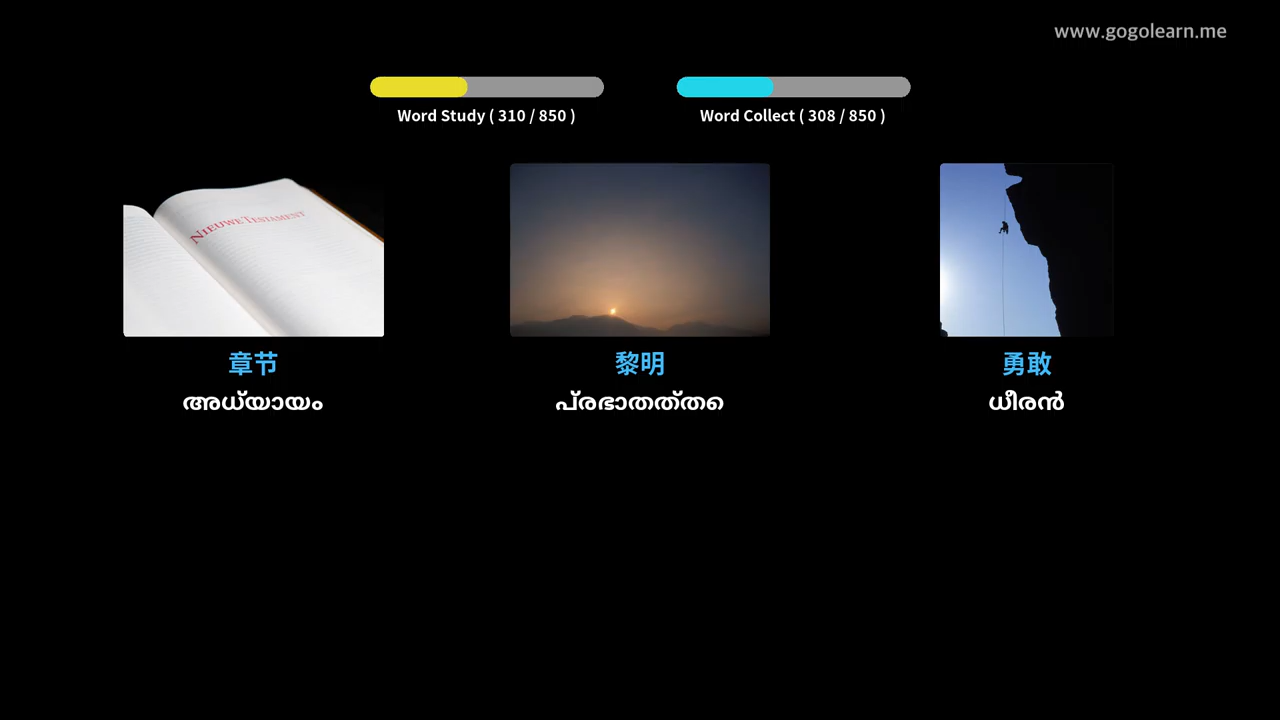 www.gogolearn.me
Word Study ( 310 / 850 )
Word Collect ( 308 / 850 )
NIEUWE TESTAMENT
章节
黎明
勇敢
അധ്യായം
പ്രഭാതത്തെ
ധീരൻ